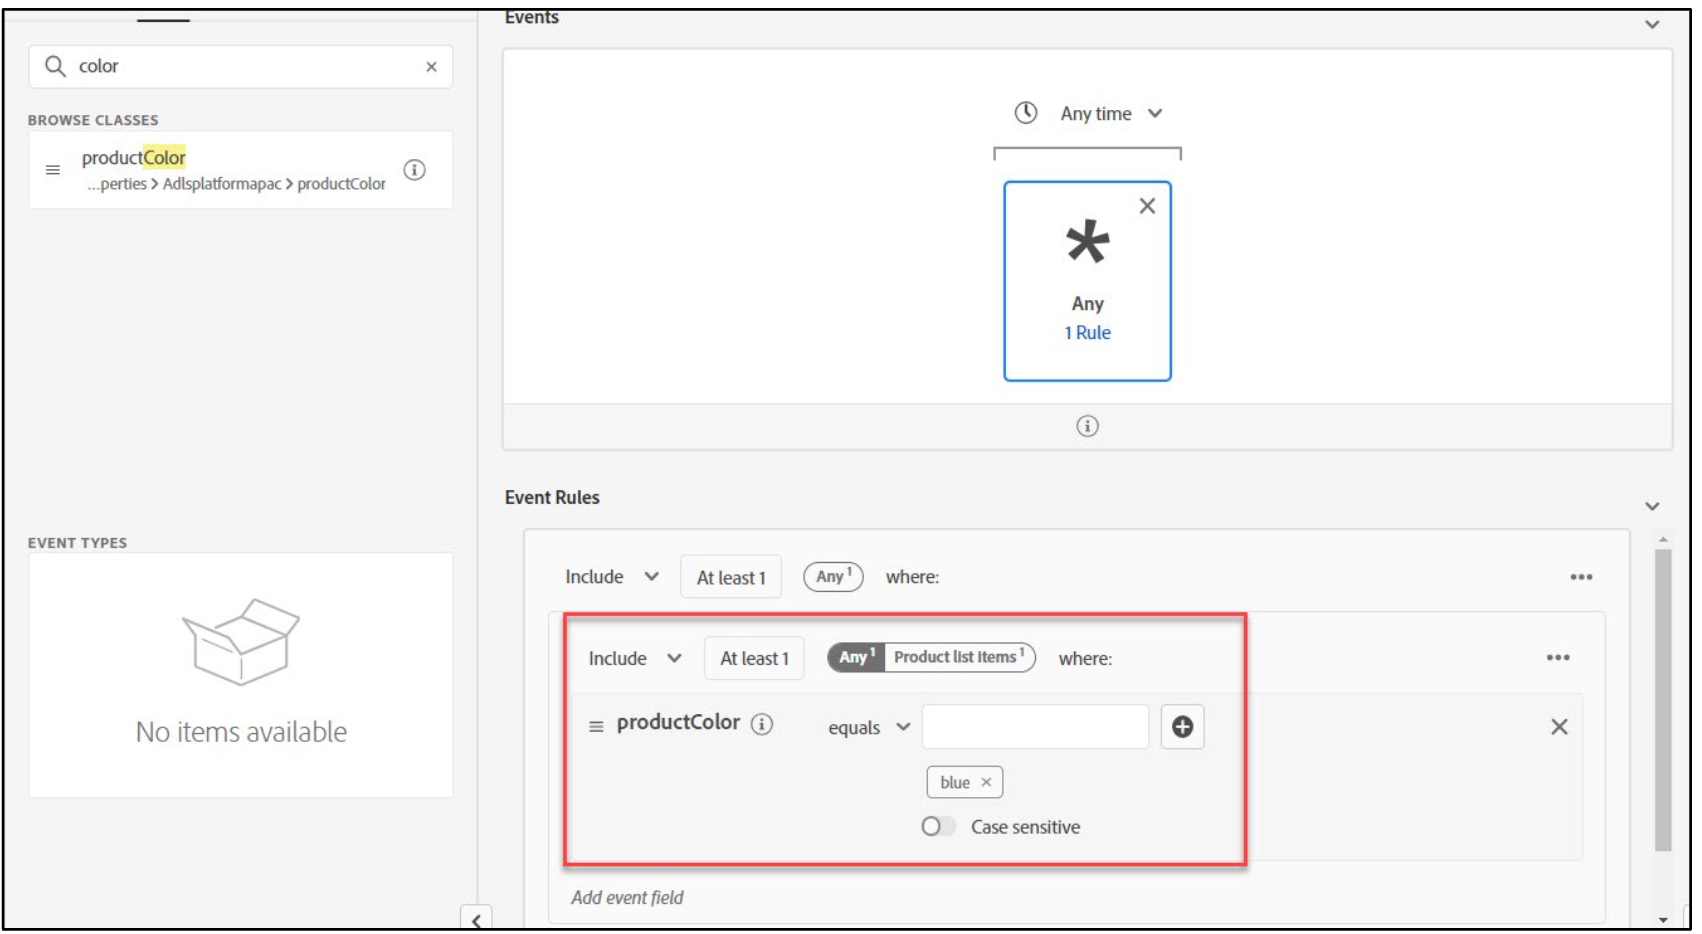 color
BROWSE CLASSES
productColor
...perties > Adlsplatformapac > productColor
EVENT TYPES
No items available
Events
Any time
Any
1 Rule
Event Rules
Include At least 1 Any 1 where:
Include At least 1 Any 1 Product list items 1 where:
productColor equals
blue
Case sensitive
Add event field